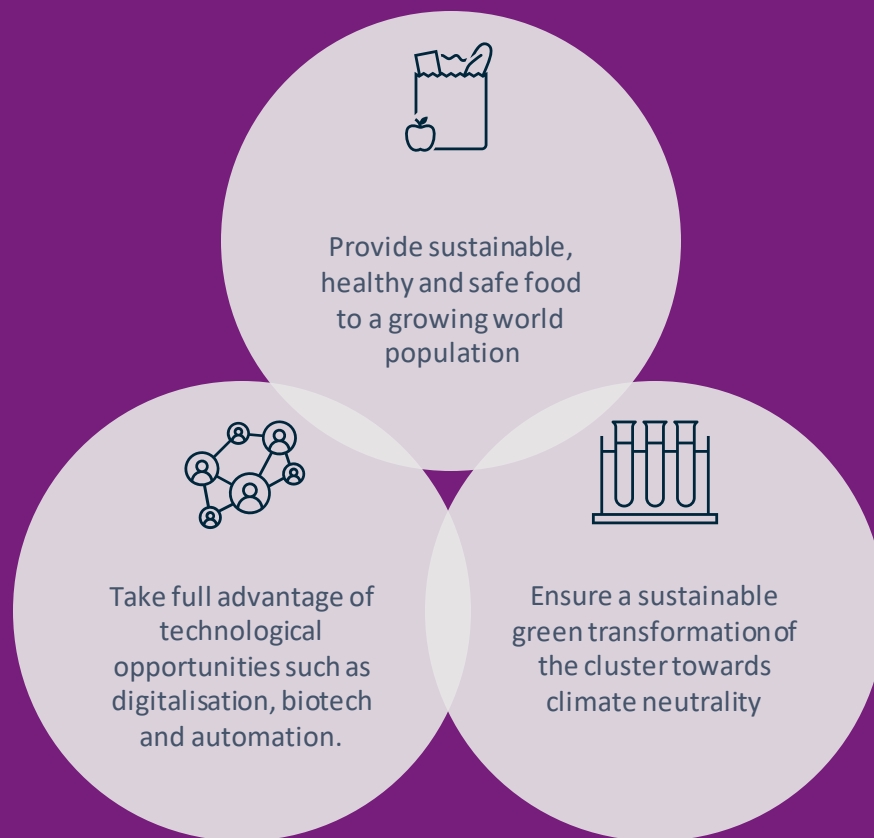 Provide sustainable,
healthy and safe food
to a growing world
population
Take full advantage of
technological
opportunities such as
digitalisation, biotech
and automation.
Ensure a sustainable
green transformation of
the cluster towards
climate neutrality